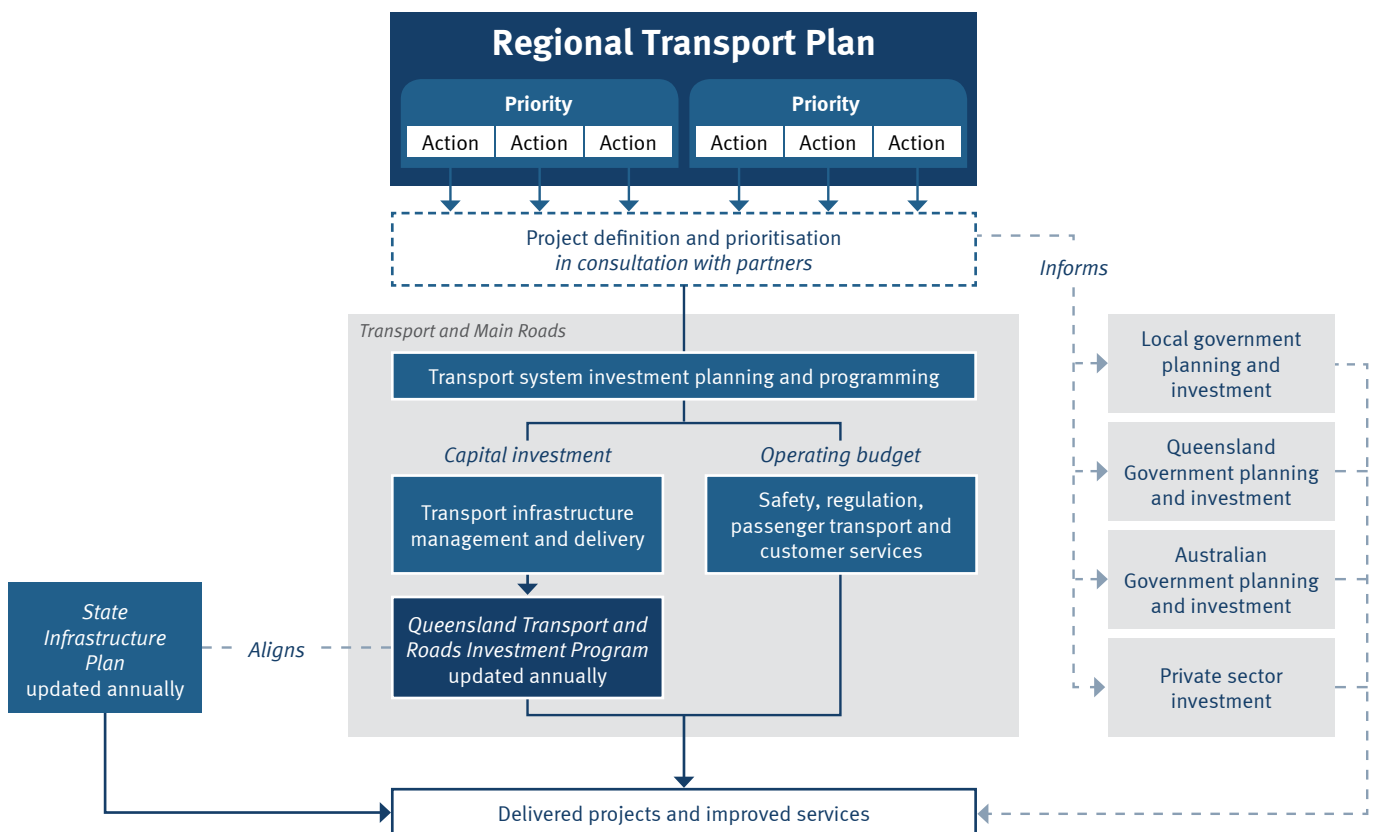 Regional Transport Plan
Priority
Action Action Action
Priority
Action Action Action
Project definition and prioritisation
in consultation with partners
Informs
Transport and Main Roads
Transport system investment planning and programming
Capital investment
Operating budget
Transport infrastructure
management and delivery
Safety, regulation,
passenger transport and
customer services
Queensland Transport and
Roads Investment Program
updated annually
Aligns
State
Infrastructure
Plan
updated annually
Local government
planning and
investment
Queensland
Government planning
and investment
Australian
Government planning
and investment
Private sector
investment
Delivered projects and improved services